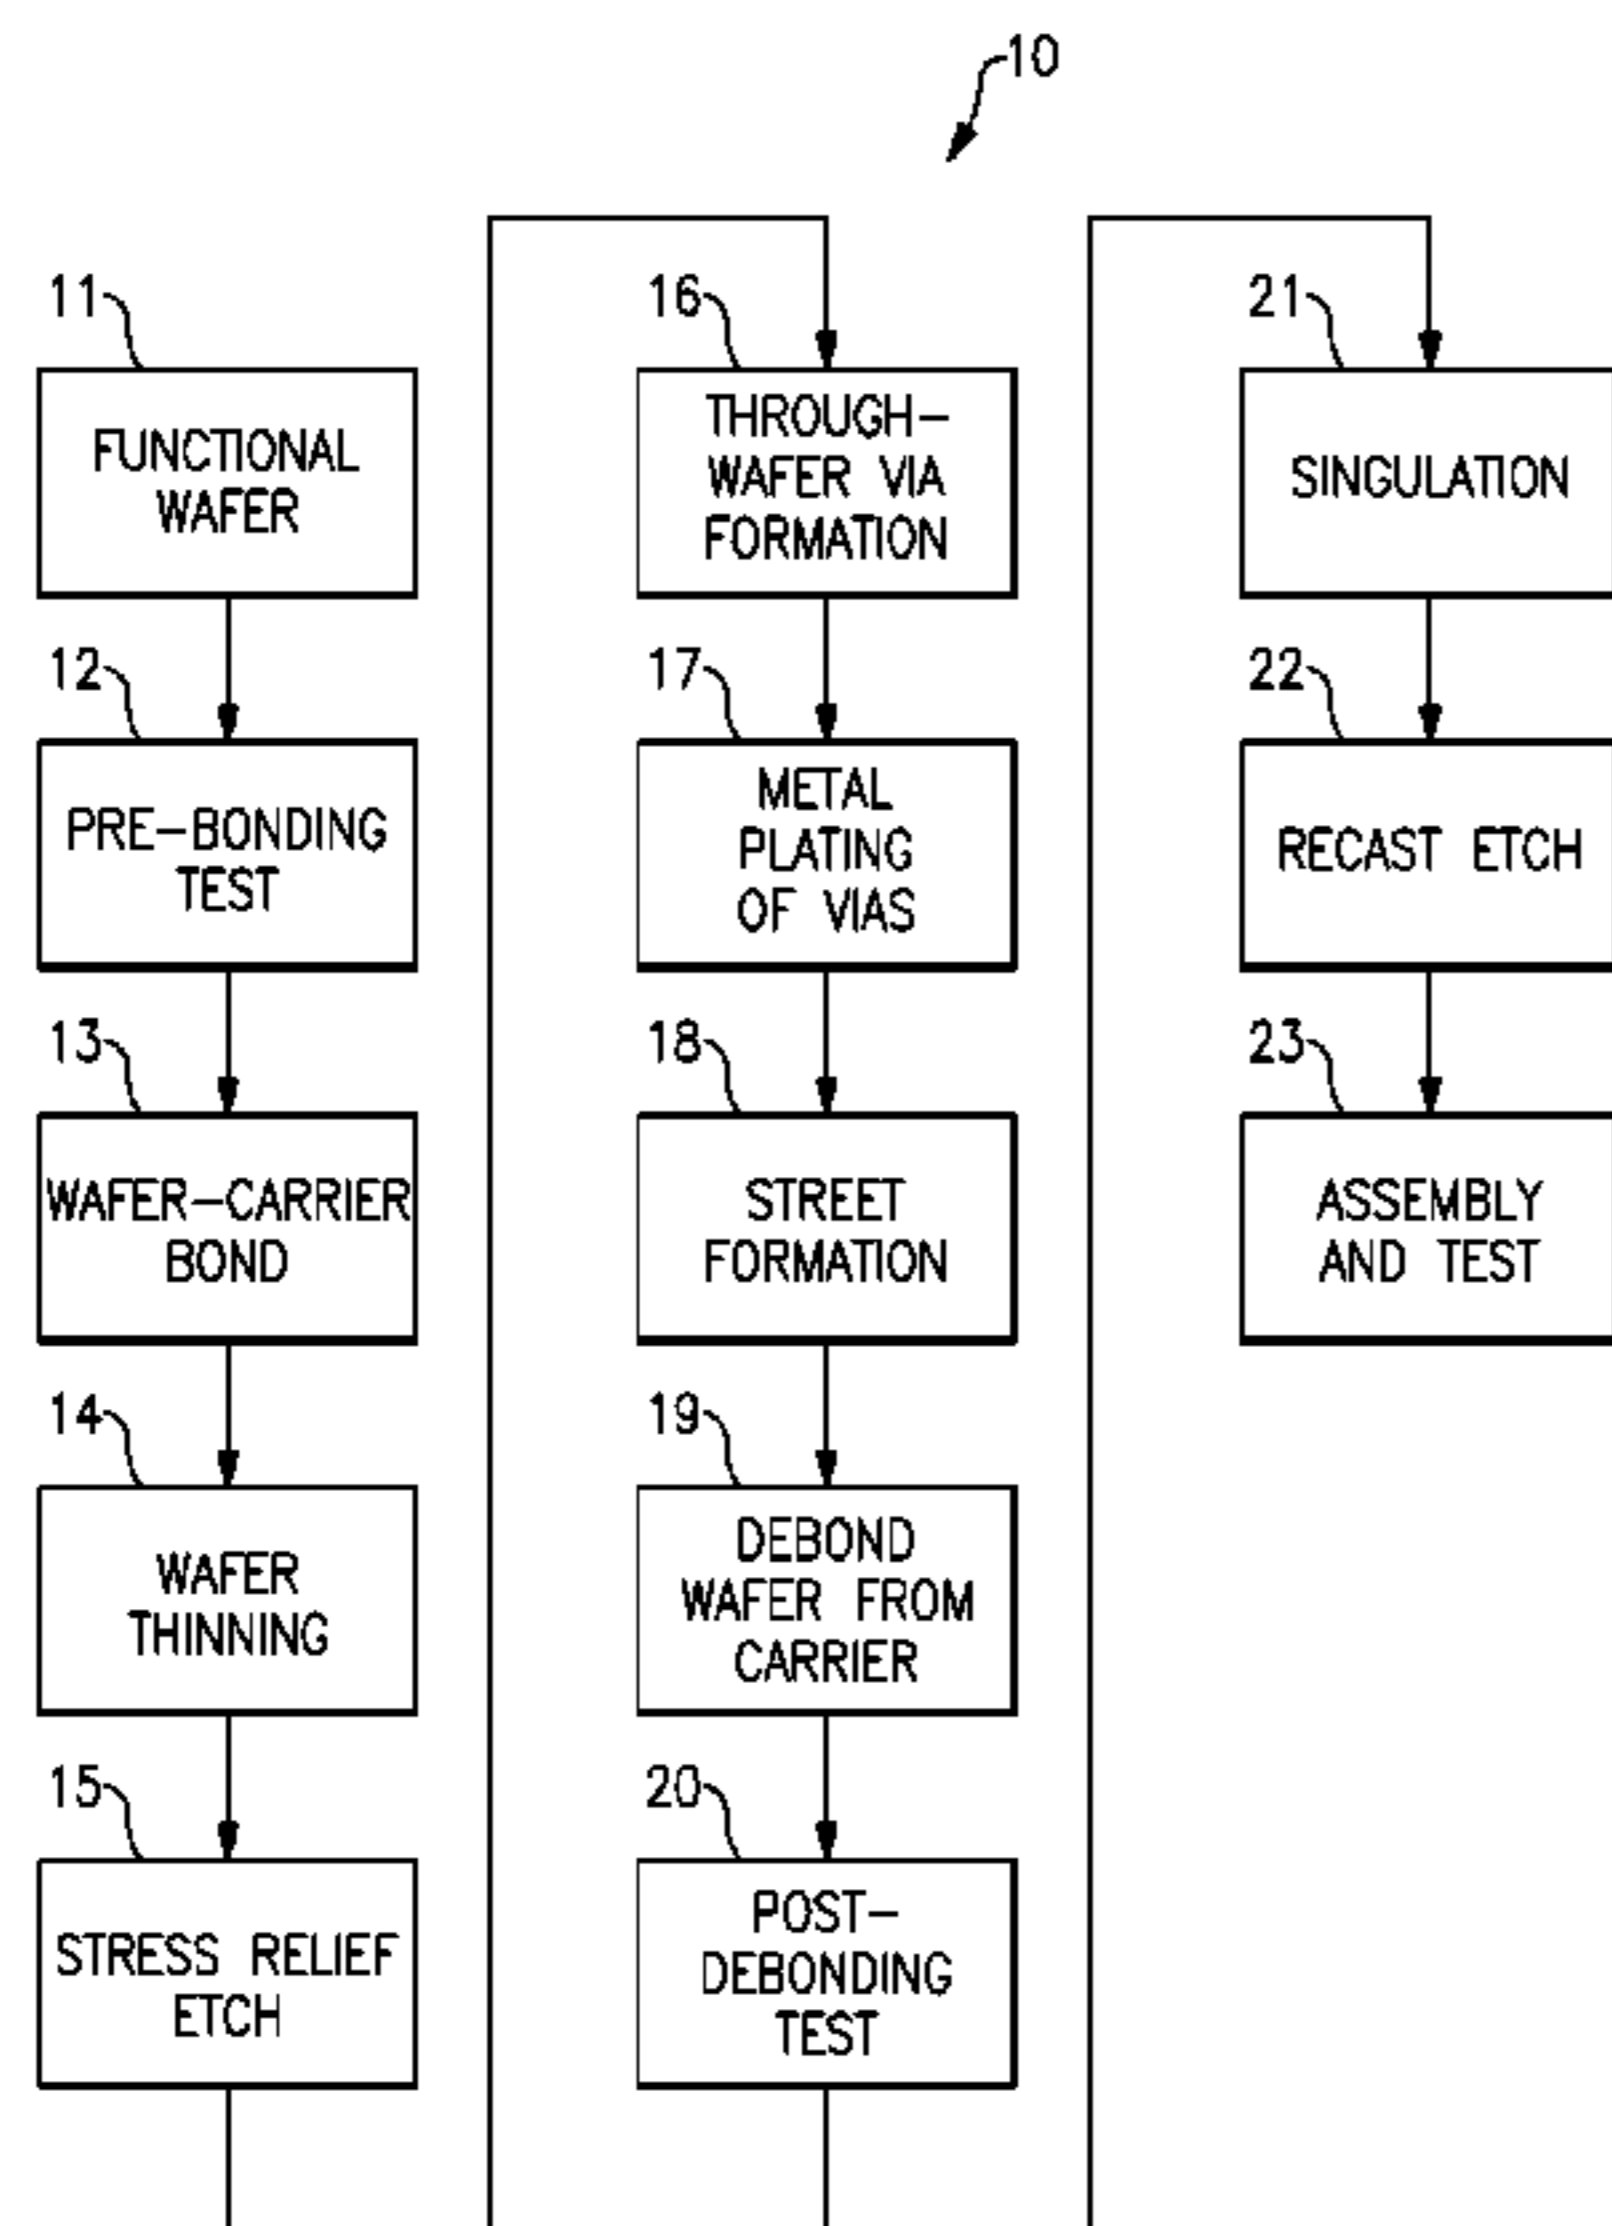 10
11
FUNCTIONAL
WAFER
12
PRE-BONDING
TEST
13
WAFER-CARRIER
BOND
14
WAFER
THINNING
15
STRESS RELIEF
ETCH
16
THROUGH-
WAFER VIA
FORMATION
17
METAL
PLATING
OF VIAS
18
STREET
FORMATION
19
DEBOND
WAFER FROM
CARRIER
20
POST-
DEBONDING
TEST
21
SINGULATION
22
RECAST ETCH
23
ASSEMBLY
AND TEST